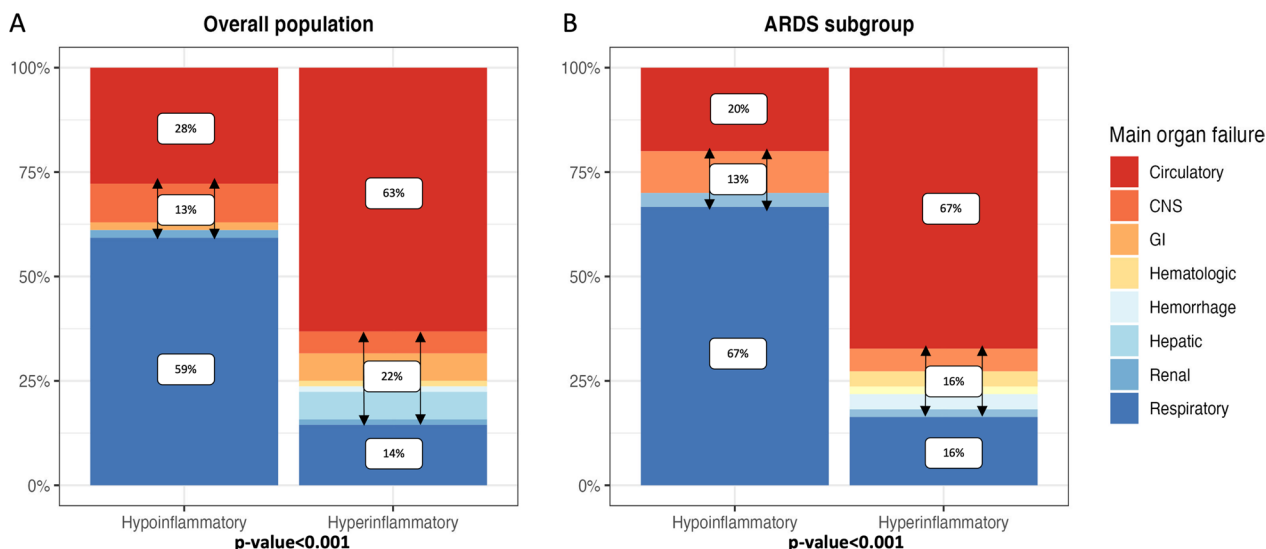 A
Overall population
100%
75%
50%
25%
0%
28%
13%
59%
63%
22%
14%
Hypoinflammatory
Hyperinflammatory
p-value<0.001
B
ARDS subgroup
100%
75%
50%
25%
0%
20%
13%
67%
67%
16%
16%
Hypoinflammatory
Hyperinflammatory
p-value<0.001
Main organ failure
Circulatory
CNS
GI
Hematologic
Hemorrhage
Hepatic
Renal
Respiratory